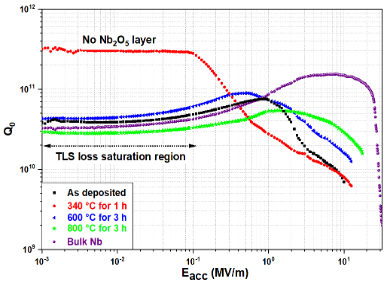 10¹²
No Nb₂O₅ layer
10¹¹
Q₀
TLS loss saturation region
10¹⁰
As deposited
340 °C for 1 h
600 °C for 3 h
800 °C for 3 h
Bulk Nb
10⁹
10⁻³ 10⁻² 10⁻¹ 10⁰ 10¹
E_ACC (MV/m)